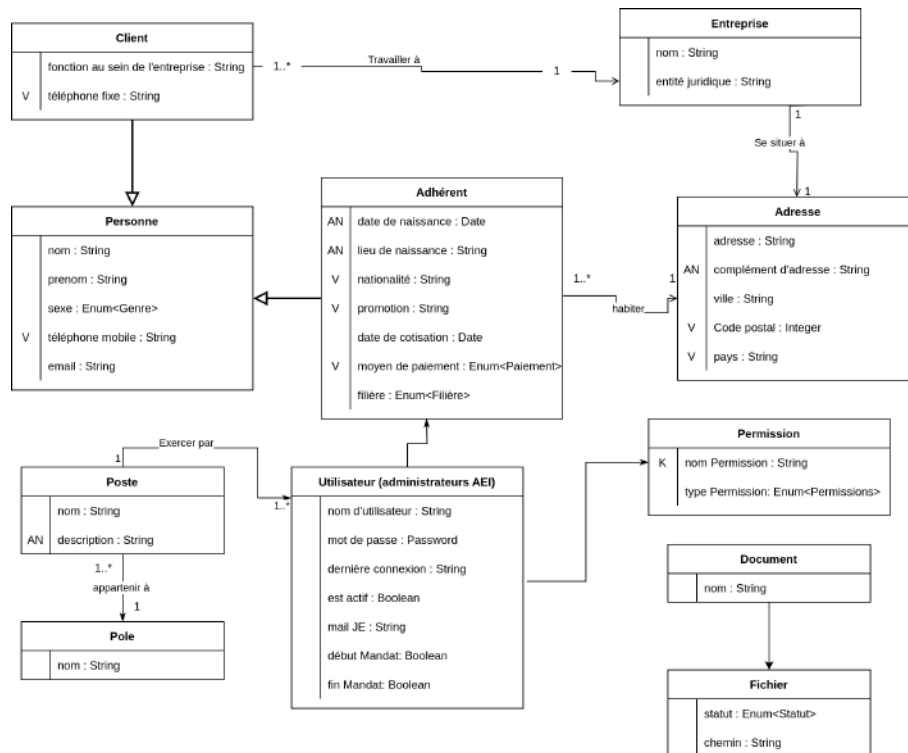 Client
fonction au sein de l'entreprise : String
V téléphone fixe : String
1..*
Travailler à
1
Entreprise
nom : String
entité juridique : String
1
Se situer à
1
Personne
nom : String
prenom : String
sexe : Enum<Genre>
V téléphone mobile : String
email : String
Adhérent
AN date de naissance : Date
AN lieu de naissance : String
V nationalité : String
V promotion : String
date de cotisation : Date
V moyen de paiement : Enum<Paiement>
filière : Enum<Filière>
1..*
habiter
1
Adresse
adresse : String
AN complément d'adresse : String
ville : String
V Code postal : Integer
V pays : String
Exercer par
1
1..*
Poste
nom : String
AN description : String
1..*
appartenir à
1
Pole
nom : String
Utilisateur (administrateurs AEI)
nom d'utilisateur : String
mot de passe : Password
dernière connexion : String
est actif : Boolean
mail JE : String
début Mandat: Boolean
fin Mandat: Boolean
Permission
K nom Permission : String
type Permission: Enum<Permissions>
Document
nom : String
Fichier
statut : Enum<Statut>
chemin : String